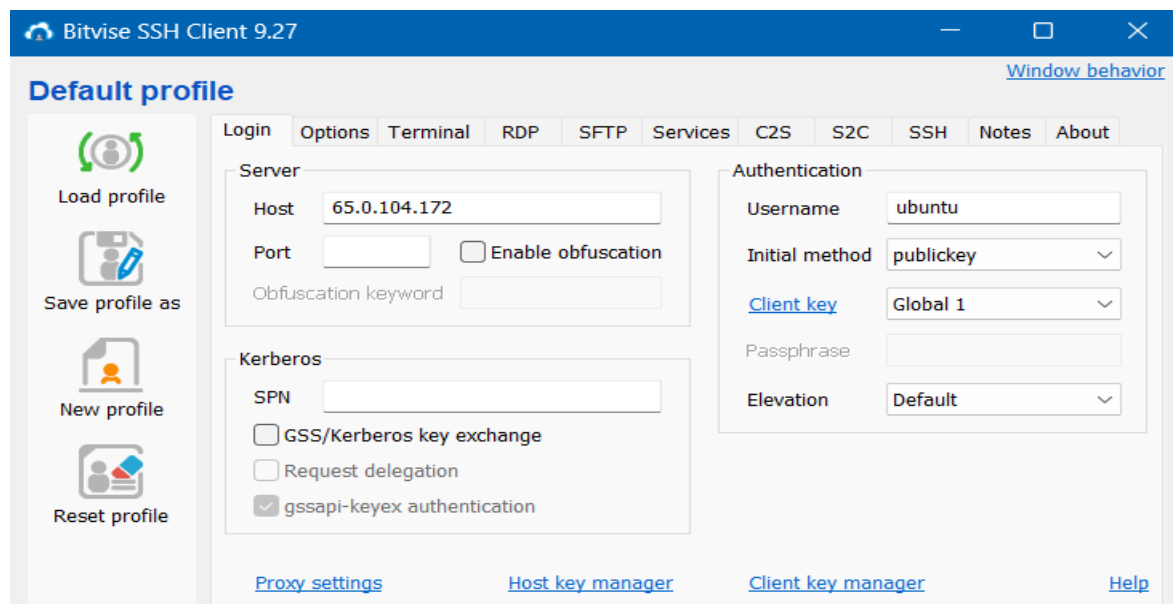 Bitvise SSH Client 9.27
Window behavior
Default profile
Load profile
Save profile as
New profile
Reset profile
Login Options Terminal RDP SFTP Services C2S S2C SSH Notes About
Server
Host 65.0.104.172
Port Enable obfuscation
Obfuscation keyword
Kerberos
SPN
GSS/Kerberos key exchange
Request delegation
gssapi-keyex authentication
Authentication
Username ubuntu
Initial method publickey
Client key Global 1
Passphrase
Elevation Default
Proxy settings Host key manager Client key manager Help